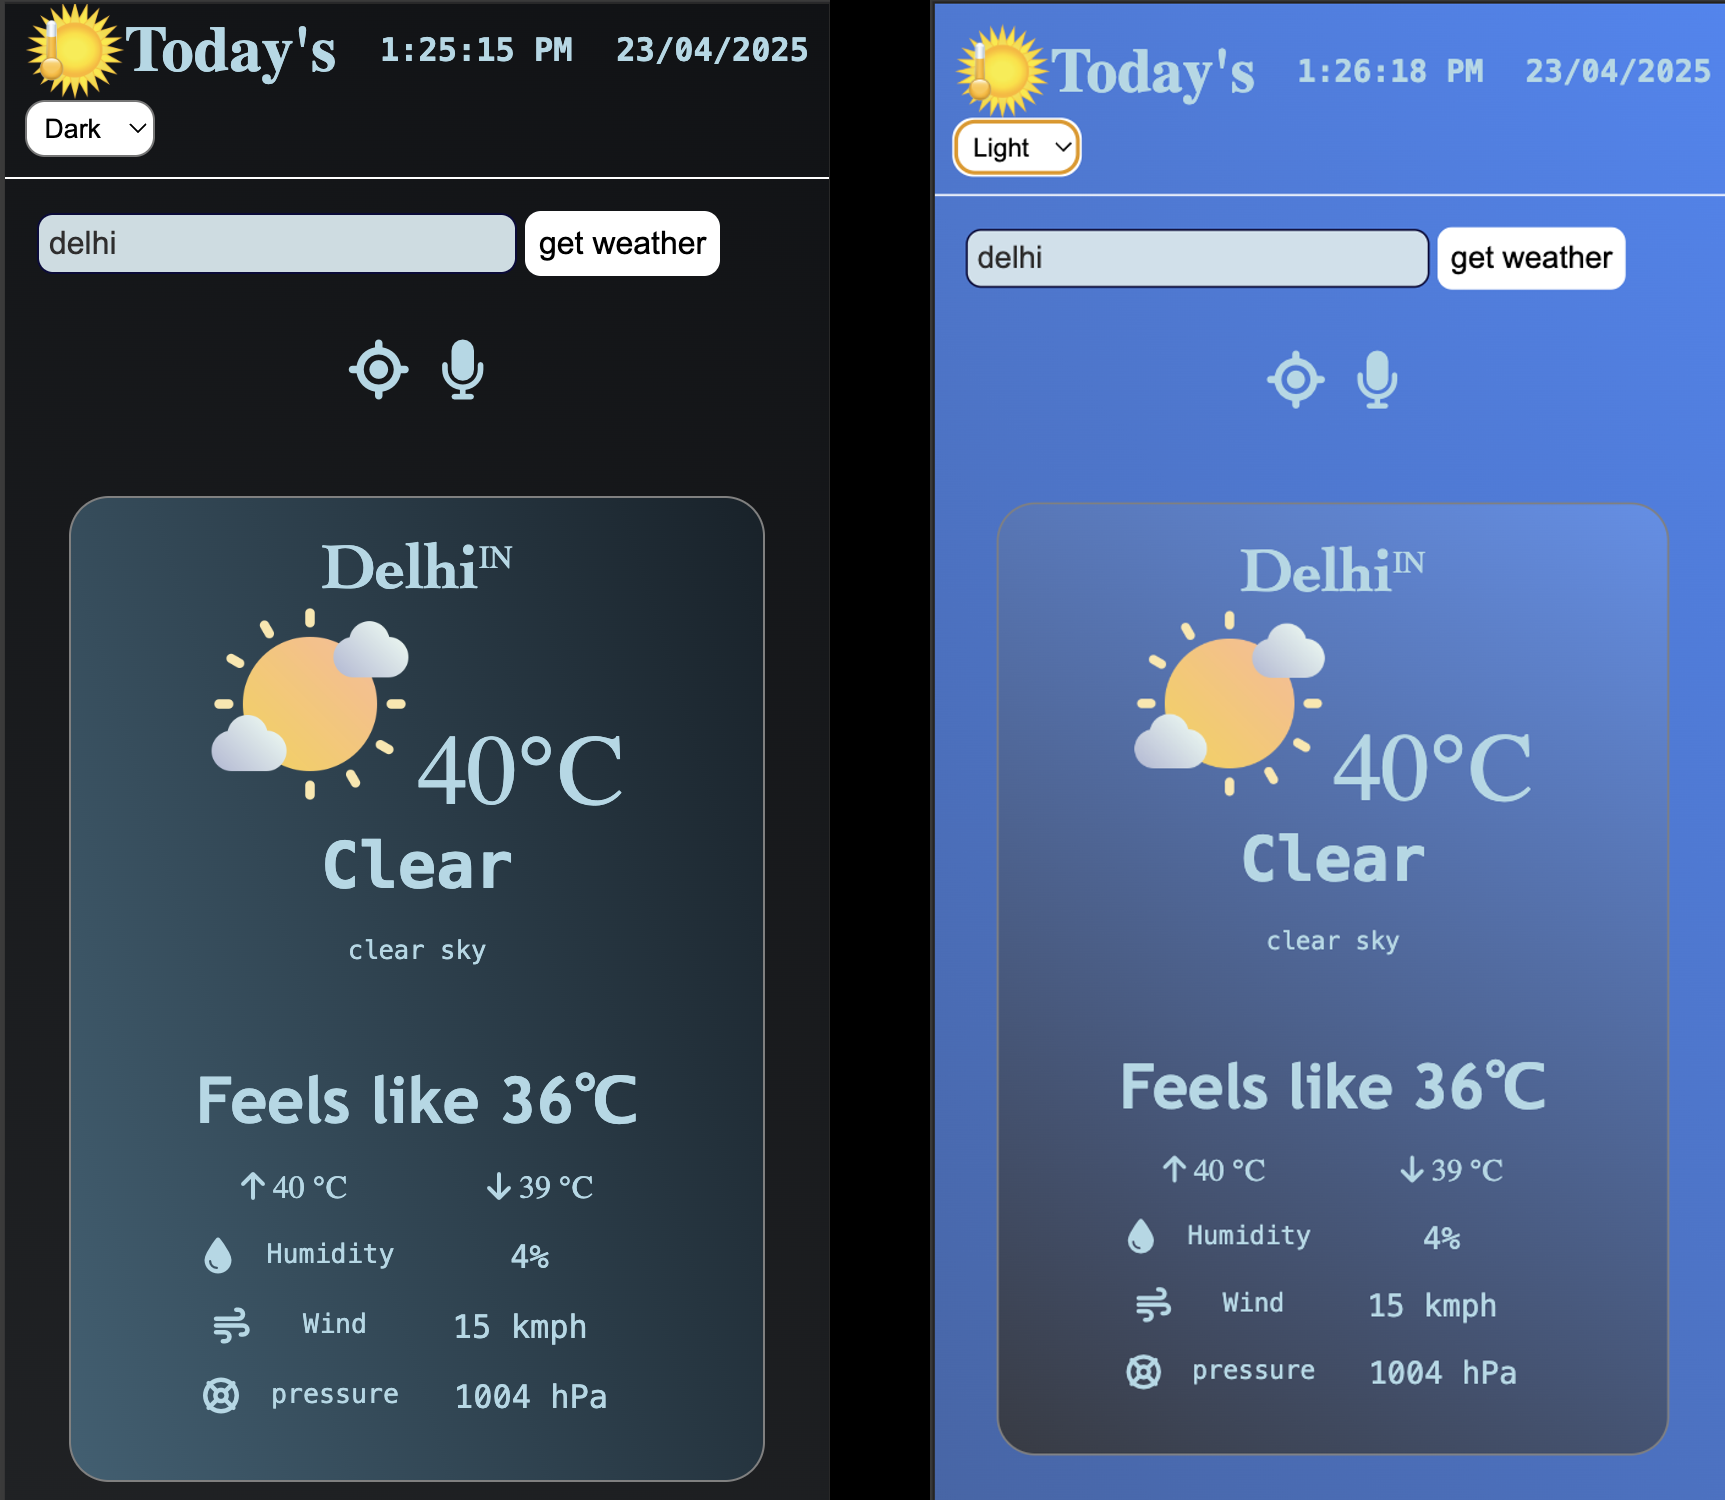 Today's 1:25:15 PM 23/04/2025
Dark
delhi get weather
Delhi IN
40°C
Clear
clear sky
Feels like 36°C
↑ 40 °C ↓ 39 °C
Humidity 4%
Wind 15 kmph
pressure 1004 hPa
Today's 1:26:18 PM 23/04/2025
Light
delhi get weather
Delhi IN
40°C
Clear
clear sky
Feels like 36°C
↑ 40 °C ↓ 39 °C
Humidity 4%
Wind 15 kmph
pressure 1004 hPa